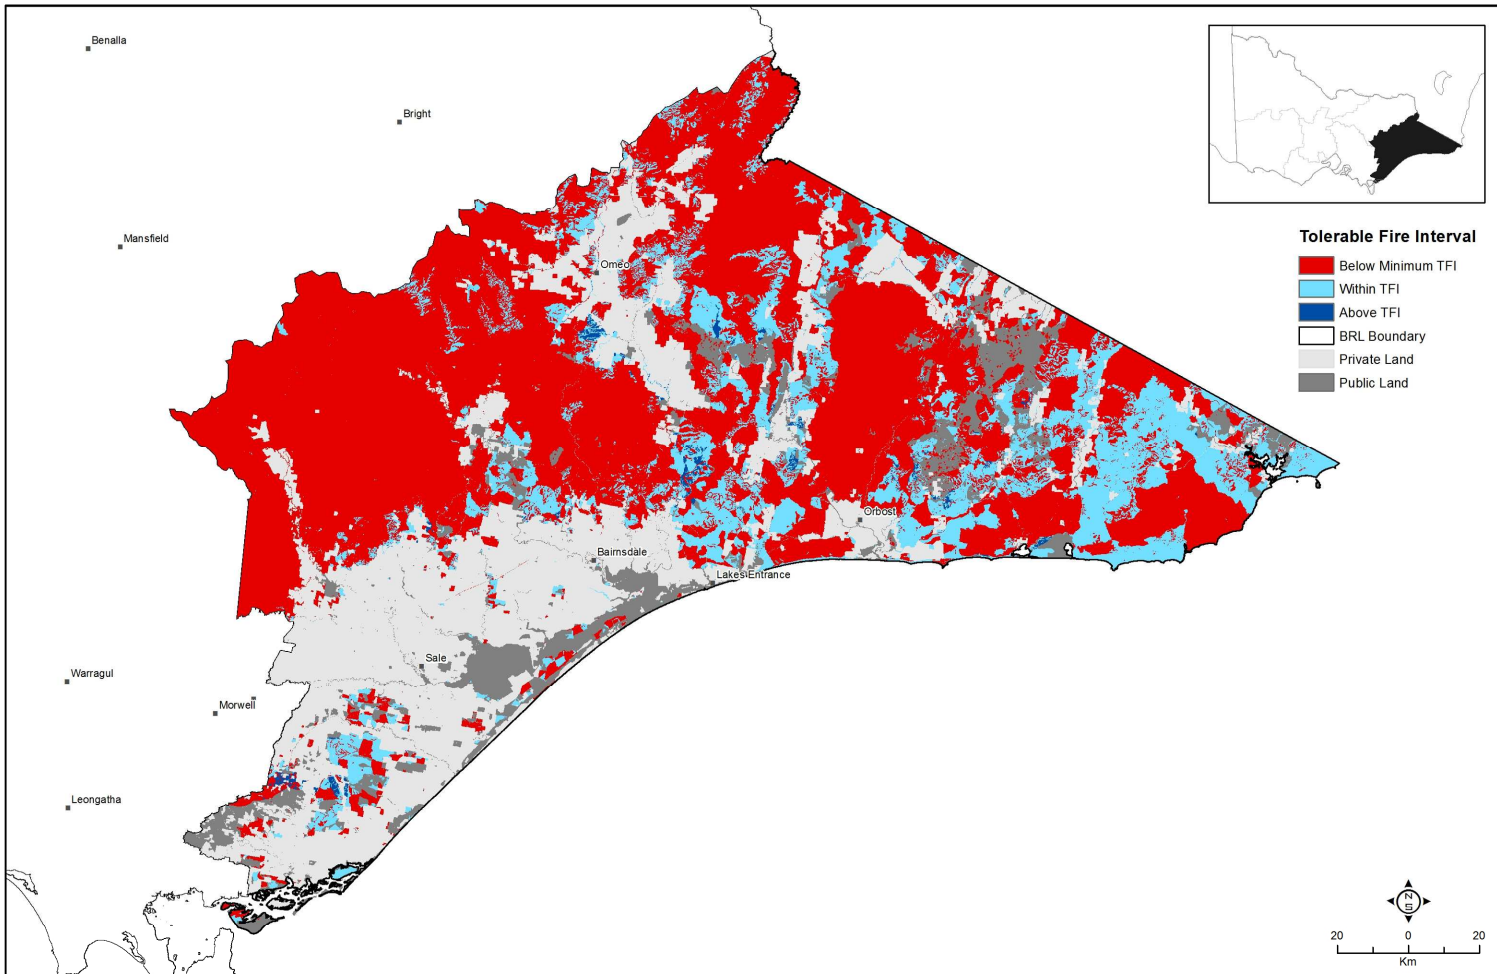 Benalla
Bright
Mansfield
Omeo
Orbost
Bairnsdale
Lakes Entrance
Sale
Warragul
Morwell
Leongatha
Tolerable Fire Interval
Below Minimum TFI
Within TFI
Above TFI
BRL Boundary
Private Land
Public Land
N
S
20 0 20
Km